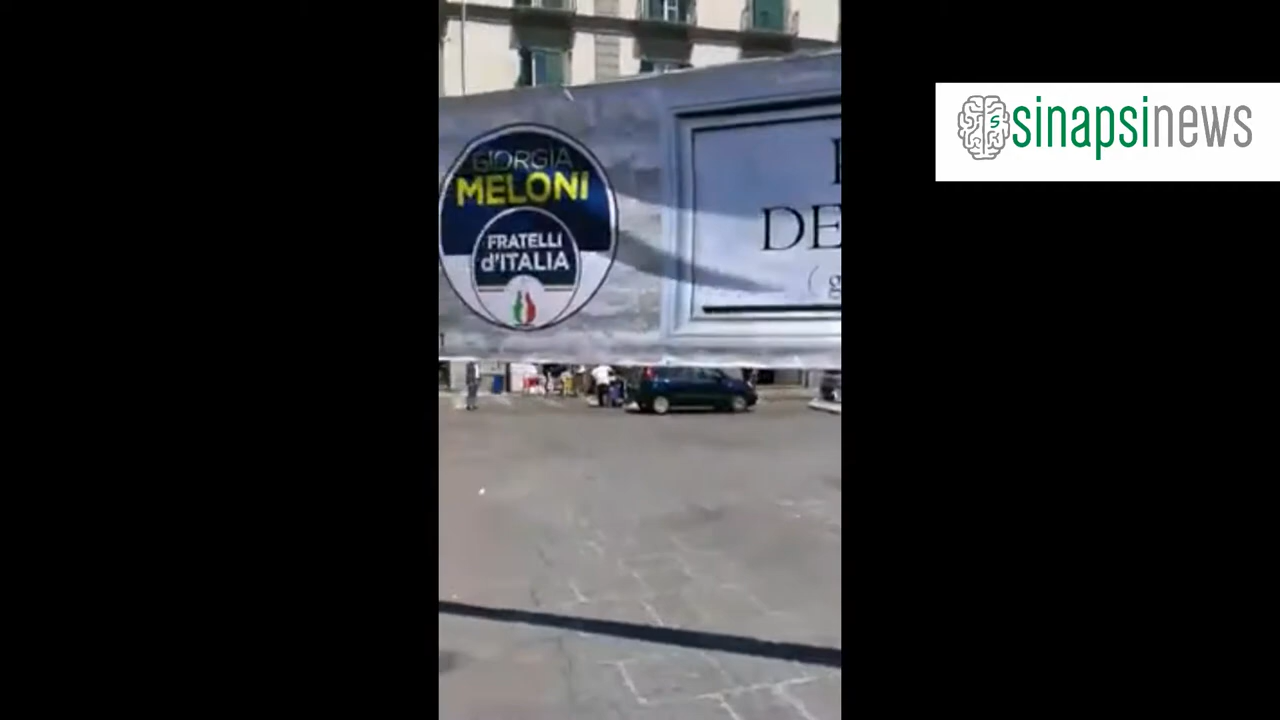 GIORGIA
MELONI
FRATELLI
d'ITALIA
DE
(g
sinapsinews